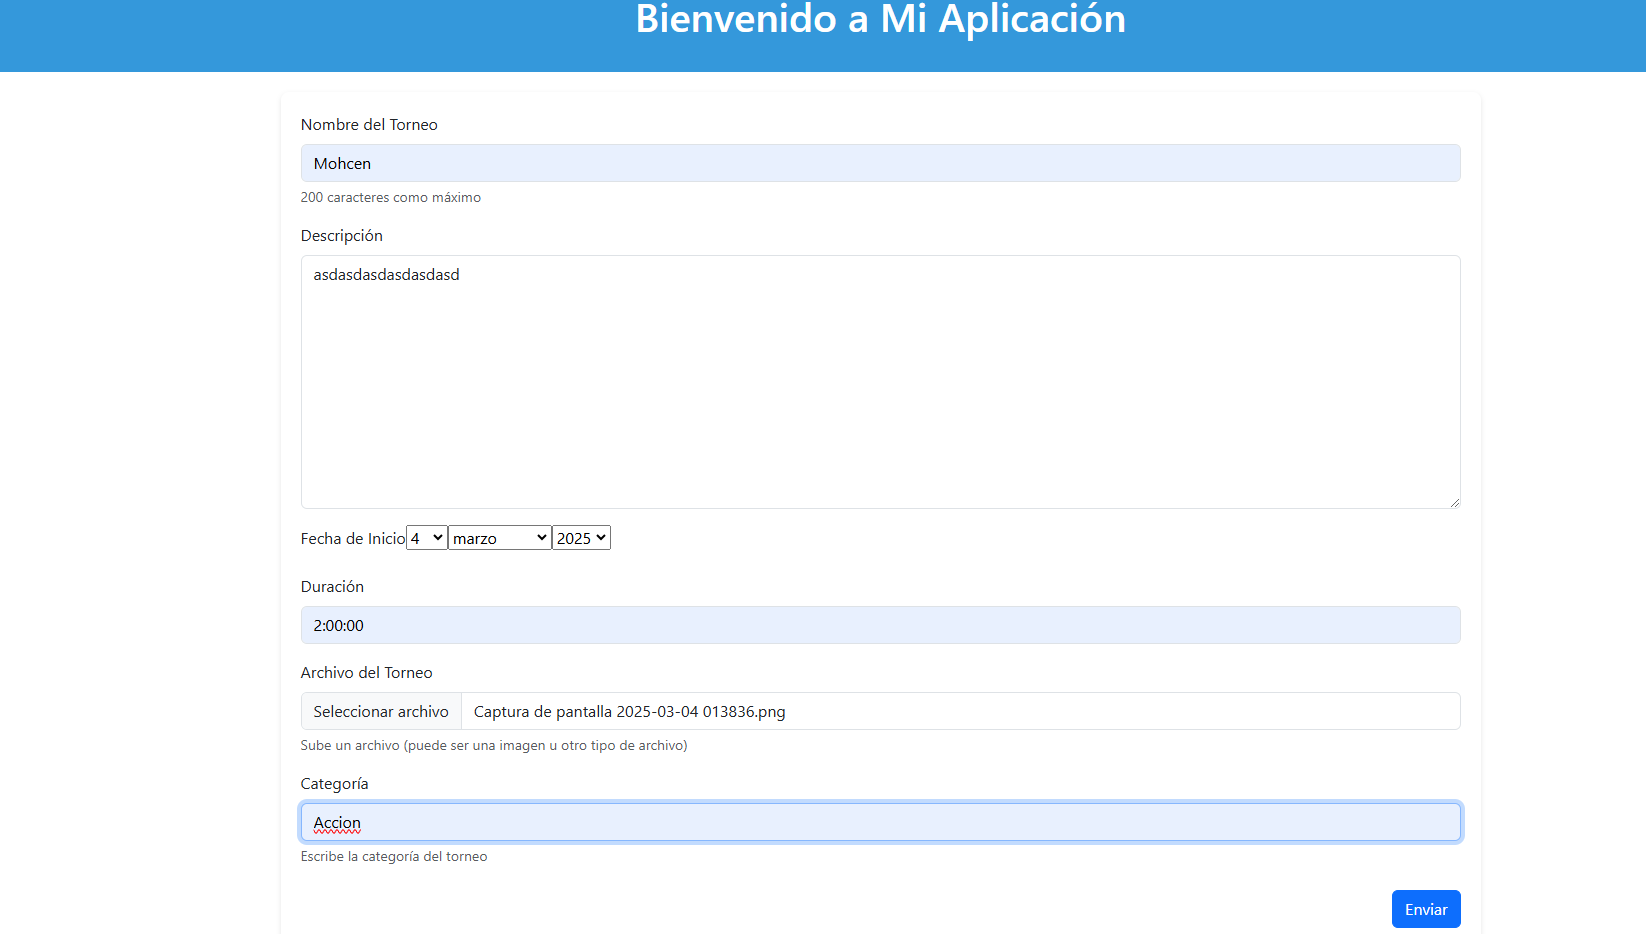 Bienvenido a Mi Aplicación
Nombre del Torneo
Mohcen
200 caracteres como máximo
Descripción
asdasdasdasdasdasd
Fecha de Inicio 4 marzo 2025
Duración
2:00:00
Archivo del Torneo
Seleccionar archivo Captura de pantalla 2025-03-04 013836.png
Sube un archivo (puede ser una imagen u otro tipo de archivo)
Categoría
Accion
Escribe la categoría del torneo
Enviar